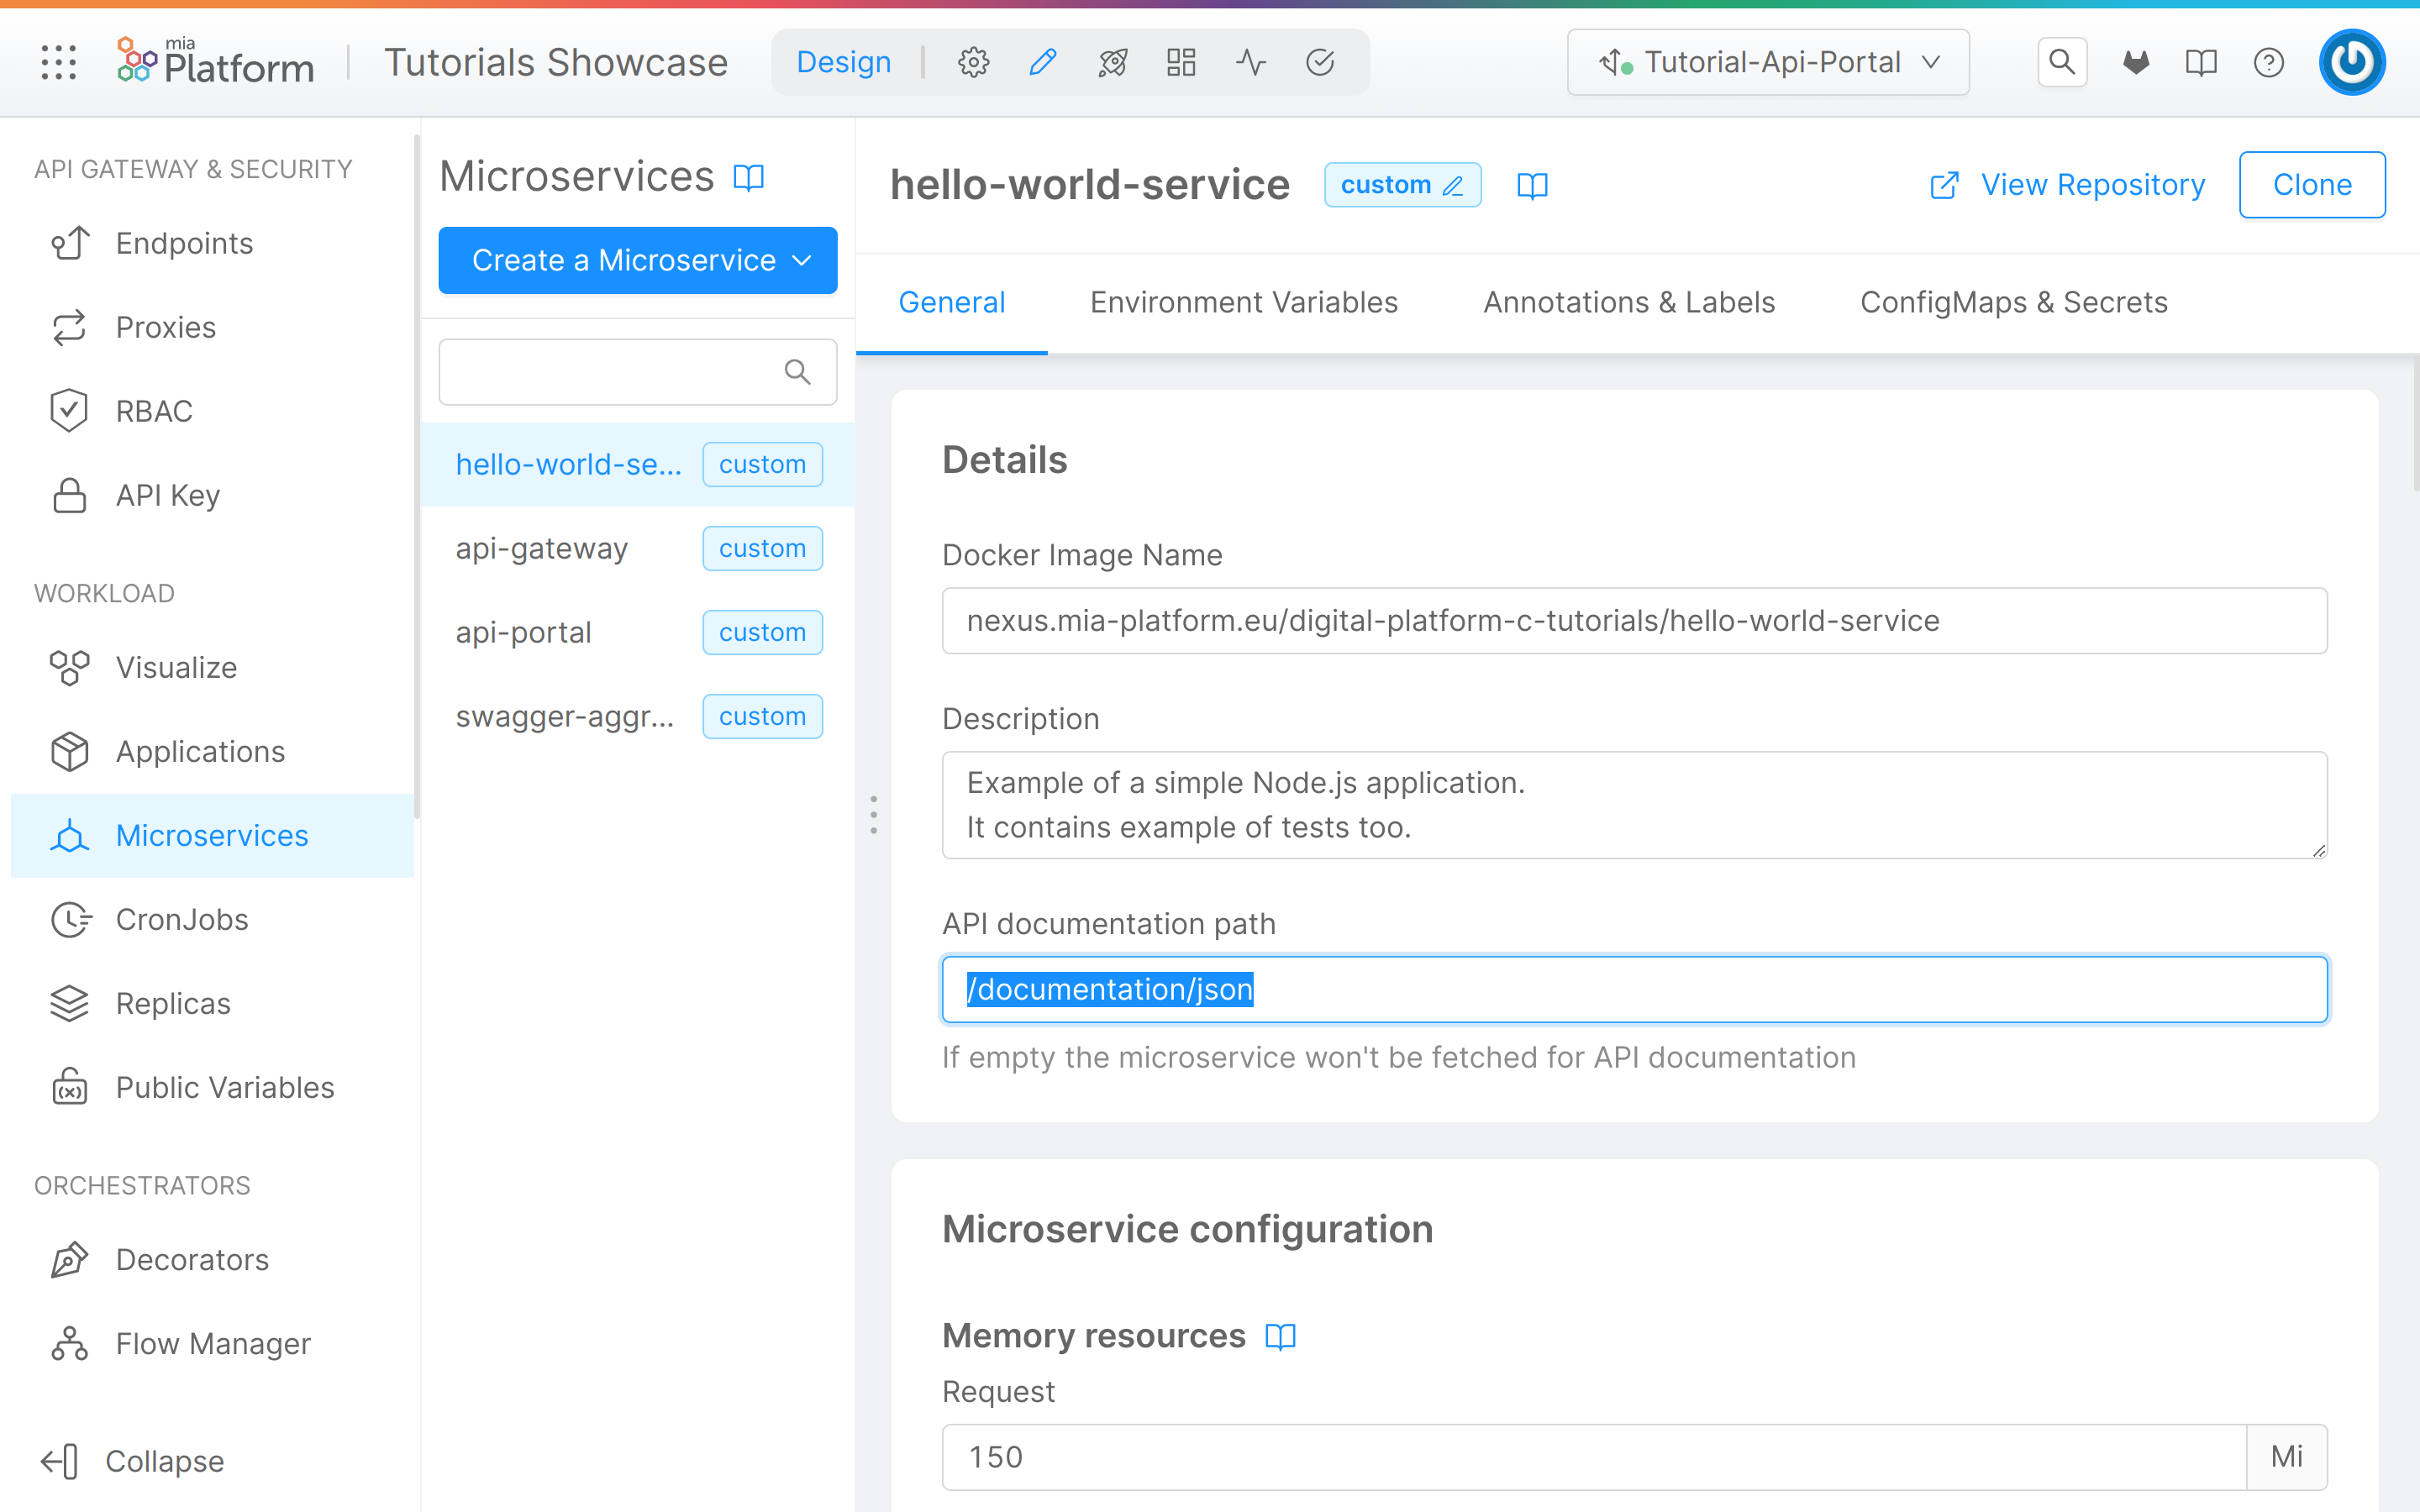 mia
Platform
Tutorials Showcase
Design
Tutorial-Api-Portal
API GATEWAY & SECURITY
Endpoints
Proxies
RBAC
API Key
WORKLOAD
Visualize
Applications
Microservices
CronJobs
Replicas
Public Variables
ORCHESTRATORS
Decorators
Flow Manager
Collapse
Microservices
Create a Microservice
hello-world-se... custom
api-gateway custom
api-portal custom
swagger-aggr... custom
hello-world-service custom
View Repository
Clone
General
Environment Variables
Annotations & Labels
ConfigMaps & Secrets
Details
Docker Image Name
nexus.mia-platform.eu/digital-platform-c-tutorials/hello-world-service
Description
Example of a simple Node.js application.
It contains example of tests too.
API documentation path
/documentation/json
If empty the microservice won't be fetched for API documentation
Microservice configuration
Memory resources
Request
150 Mi